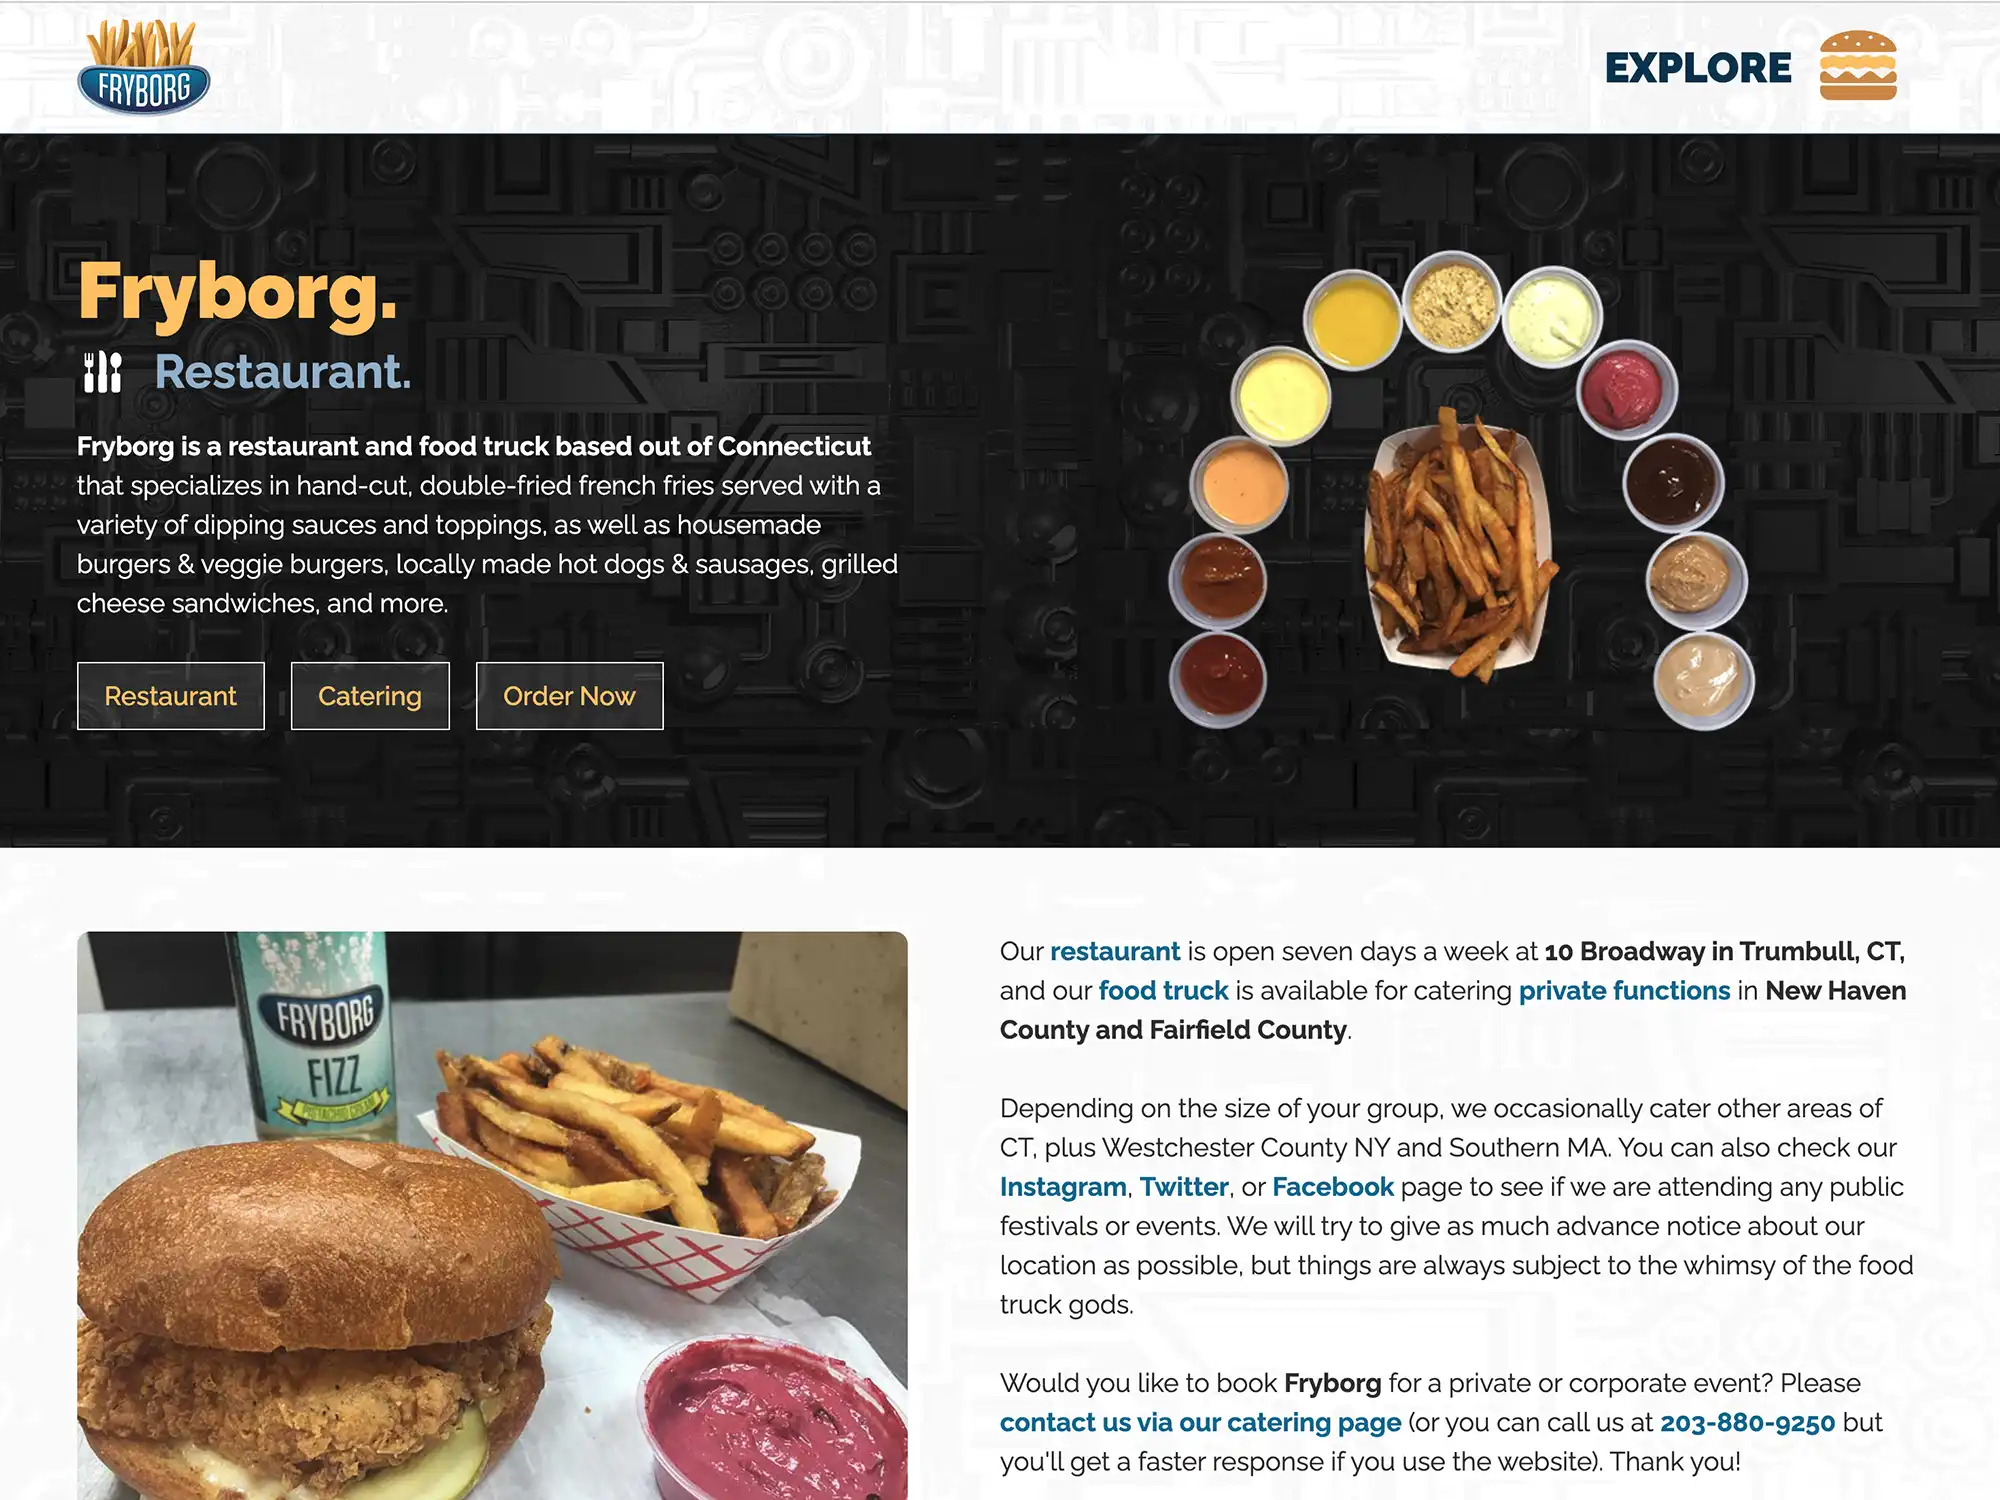 FRYBORG
EXPLORE
Fryborg.
Restaurant.
Fryborg is a restaurant and food truck based out of Connecticut
that specializes in hand-cut, double-fried french fries served with a
variety of dipping sauces and toppings, as well as housemade
burgers & veggie burgers, locally made hot dogs & sausages, grilled
cheese sandwiches, and more.
Restaurant
Catering
Order Now
FRYBORG
FIZZ
PISTACHIO CREAM
Our restaurant is open seven days a week at 10 Broadway in Trumbull, CT,
and our food truck is available for catering private functions in New Haven
County and Fairfield County.
Depending on the size of your group, we occasionally cater other areas of
CT, plus Westchester County NY and Southern MA. You can also check our
Instagram, Twitter, or Facebook page to see if we are attending any public
festivals or events. We will try to give as much advance notice about our
location as possible, but things are always subject to the whimsy of the food
truck gods.
Would you like to book Fryborg for a private or corporate event? Please
contact us via our catering page (or you can call us at 203-880-9250 but
you'll get a faster response if you use the website). Thank you!